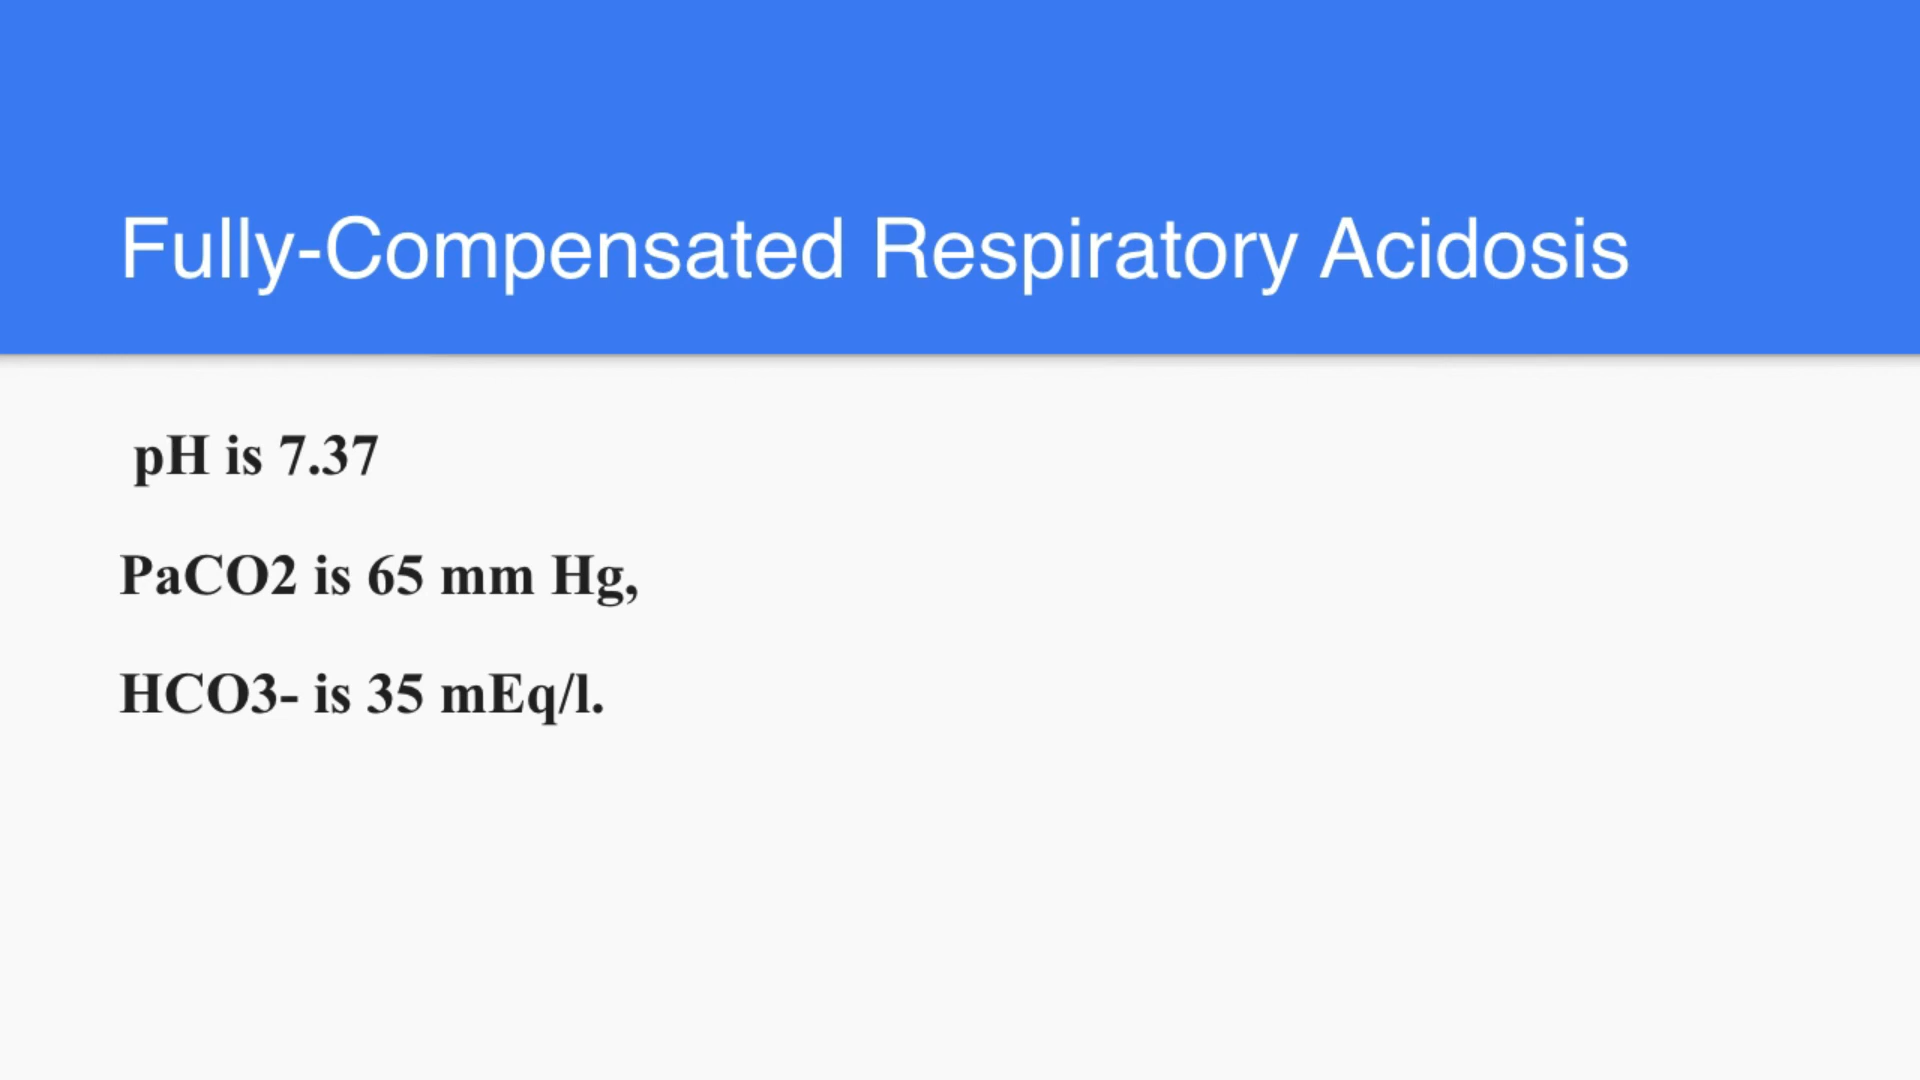 Fully-Compensated Respiratory Acidosis
pH is 7.37
PaCO2 is 65 mm Hg,
HCO3- is 35 mEq/l.